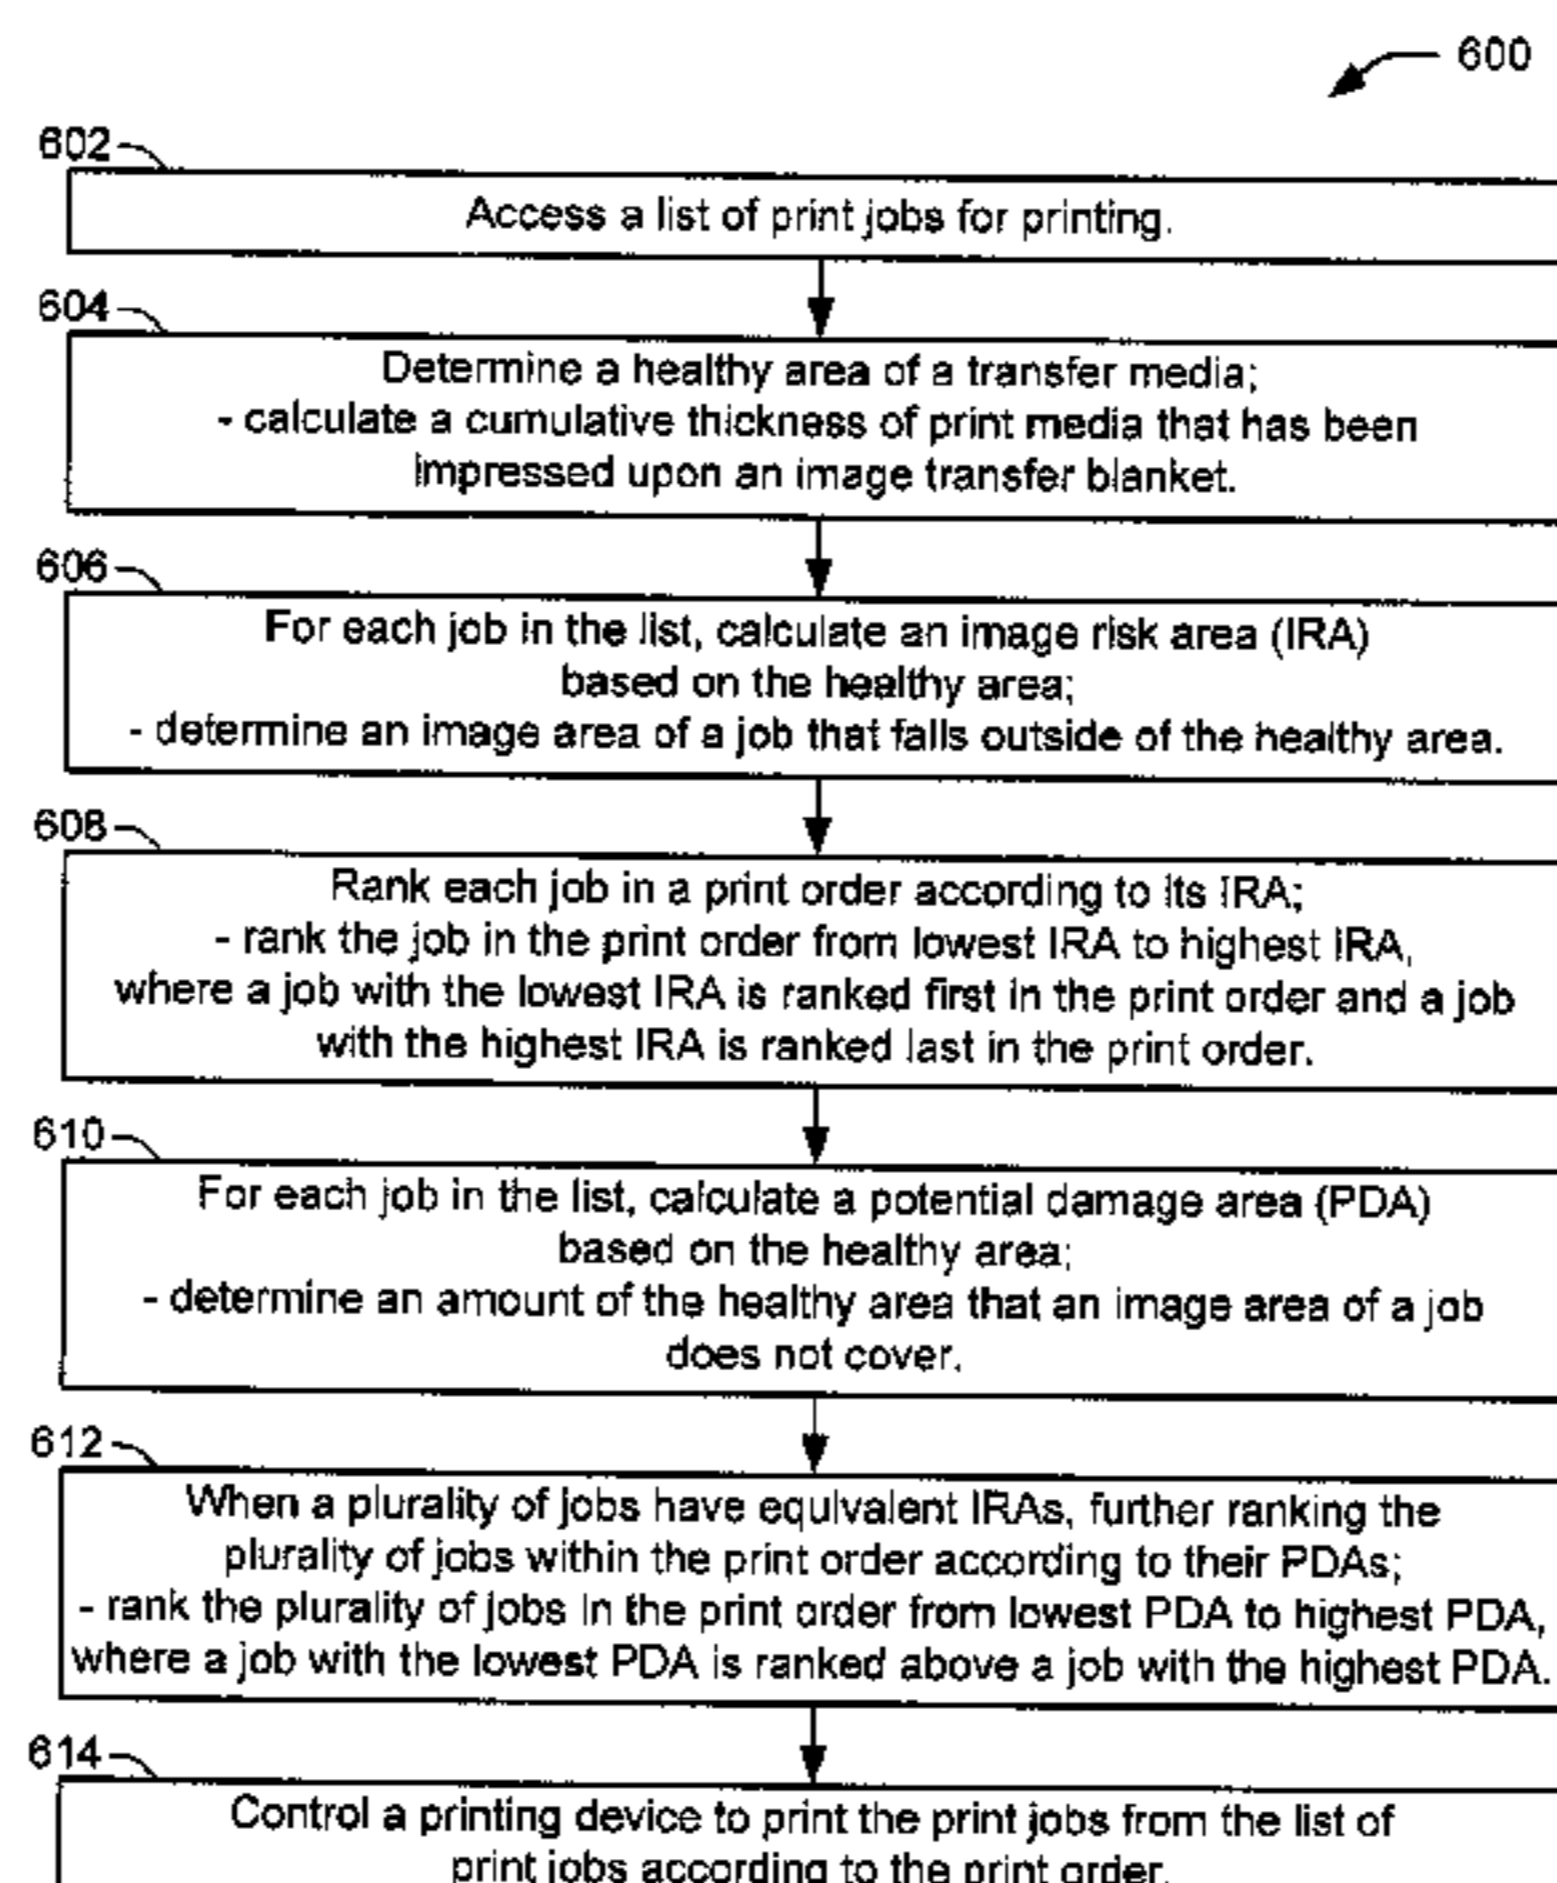 600
602
Access a list of print jobs for printing.
604
Determine a healthy area of a transfer media;
- calculate a cumulative thickness of print media that has been
impressed upon an image transfer blanket.
606
For each job in the list, calculate an image risk area (IRA)
based on the healthy area;
- determine an image area of a job that falls outside of the healthy area.
608
Rank each job in a print order according to its IRA;
- rank the job in the print order from lowest IRA to highest IRA,
where a job with the lowest IRA is ranked first in the print order and a job
with the highest IRA is ranked last in the print order.
610
For each job in the list, calculate a potential damage area (PDA)
based on the healthy area;
- determine an amount of the healthy area that an image area of a job
does not cover.
612
When a plurality of jobs have equivalent IRAs, further ranking the
plurality of jobs within the print order according to their PDAs;
- rank the plurality of jobs in the print order from lowest PDA to highest PDA,
where a job with the lowest PDA is ranked above a job with the highest PDA.
614
Control a printing device to print the print jobs from the list of
print jobs according to the print order.